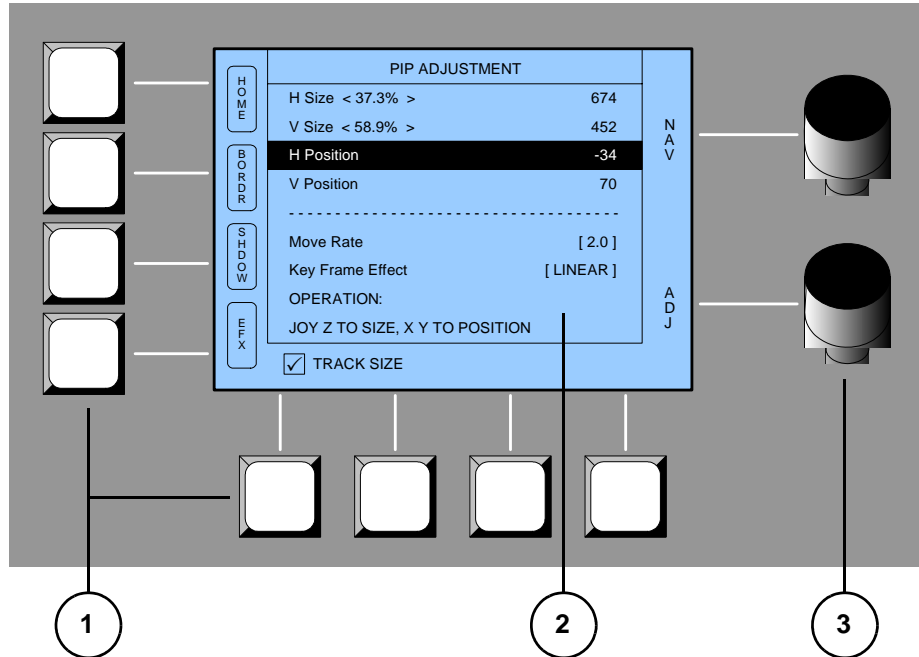 PIP ADJUSTMENT
HOME
H Size < 37.3% > 674
V Size < 58.9% > 452
NAV
H Position -34
BORDR
V Position 70
- - - - - - - - - - - - - - - - - - - - - - - - - - - - - - - - - - - - -
SHDOW
Move Rate [ 2.0 ]
Key Frame Effect [ LINEAR ]
OPERATION:
ADJ
EFX
JOY Z TO SIZE, X Y TO POSITION
✓ TRACK SIZE
1 2 3